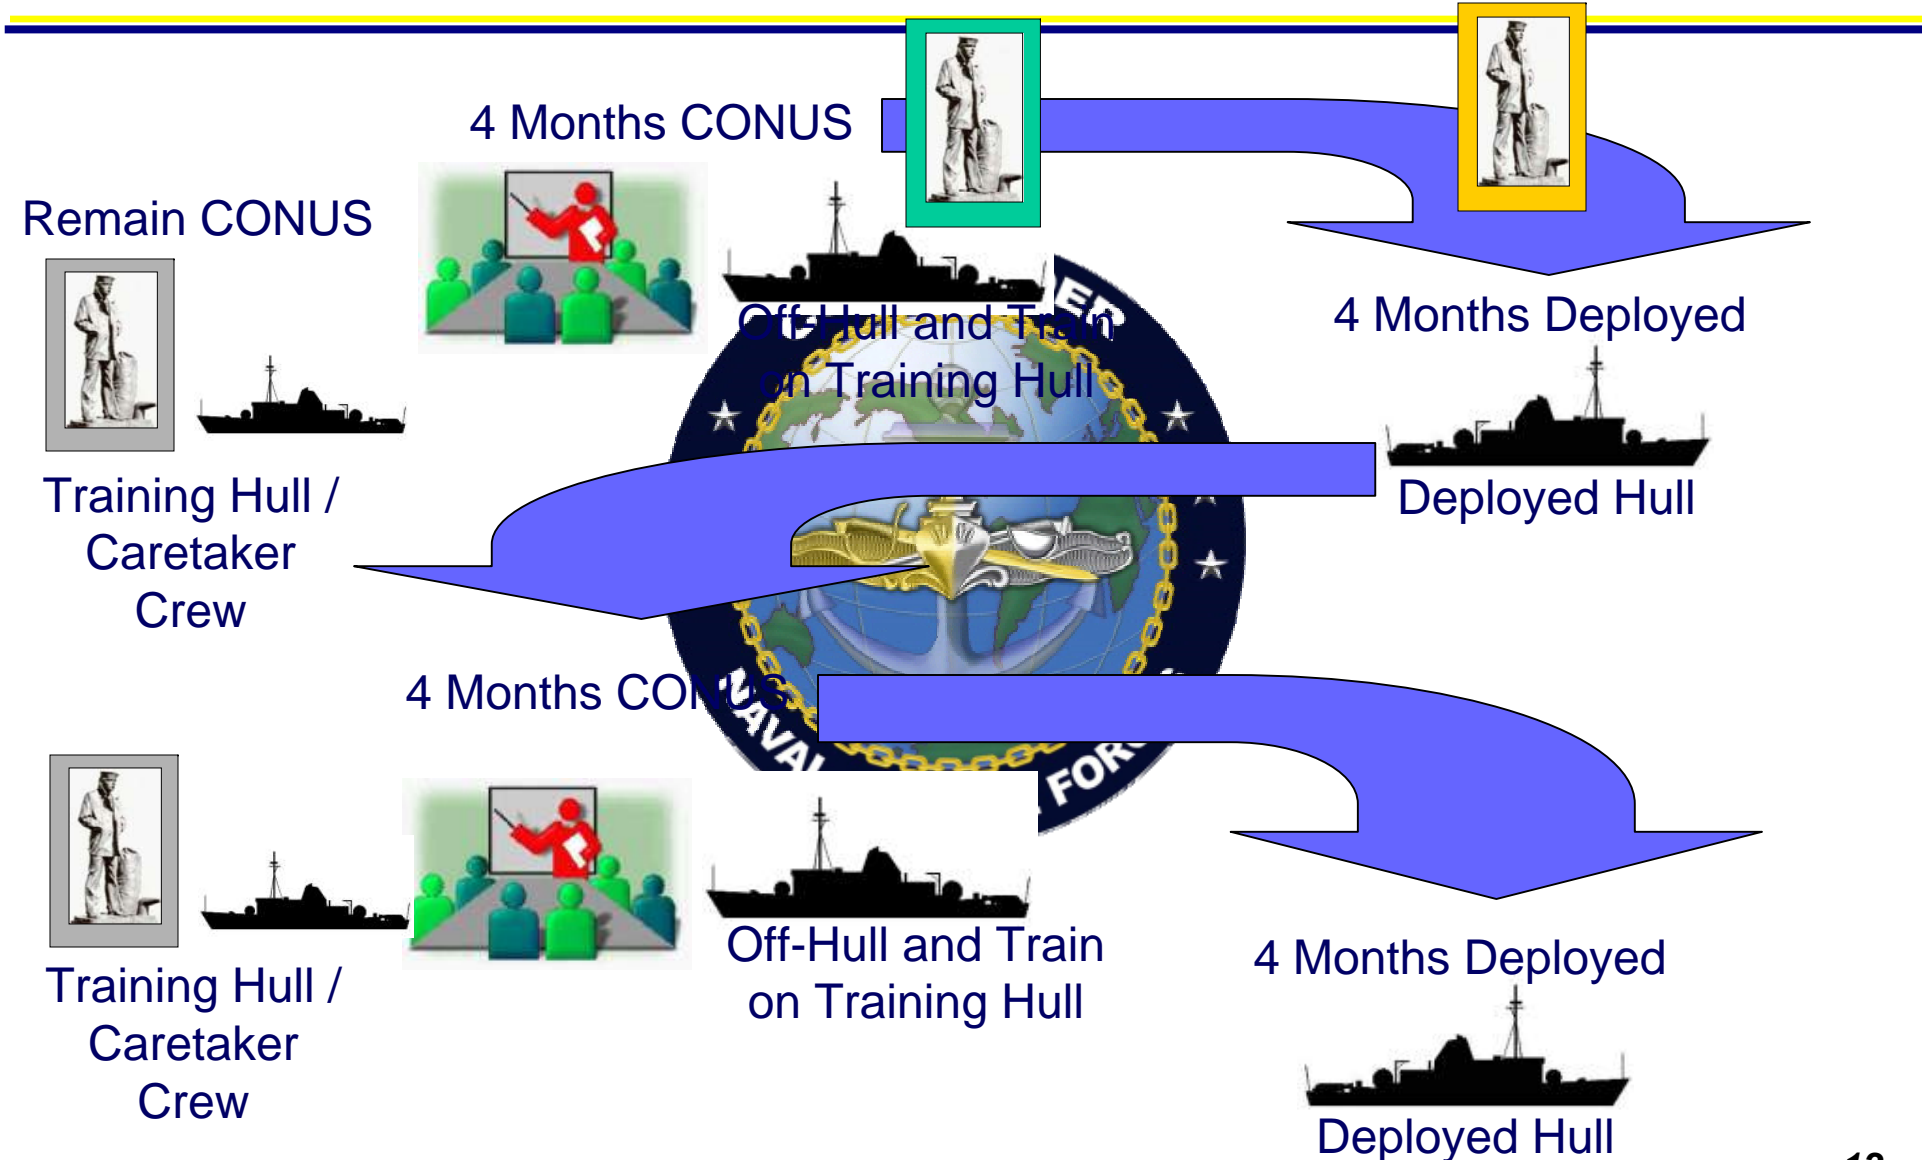 4 Months CONUS
Remain CONUS
Off-Hull and Train
on Training Hull
4 Months Deployed
Training Hull /
Caretaker
Crew
Deployed Hull
4 Months CONUS
NAVAL
Training Hull /
Caretaker
Crew
Off-Hull and Train
on Training Hull
4 Months Deployed
Deployed Hull